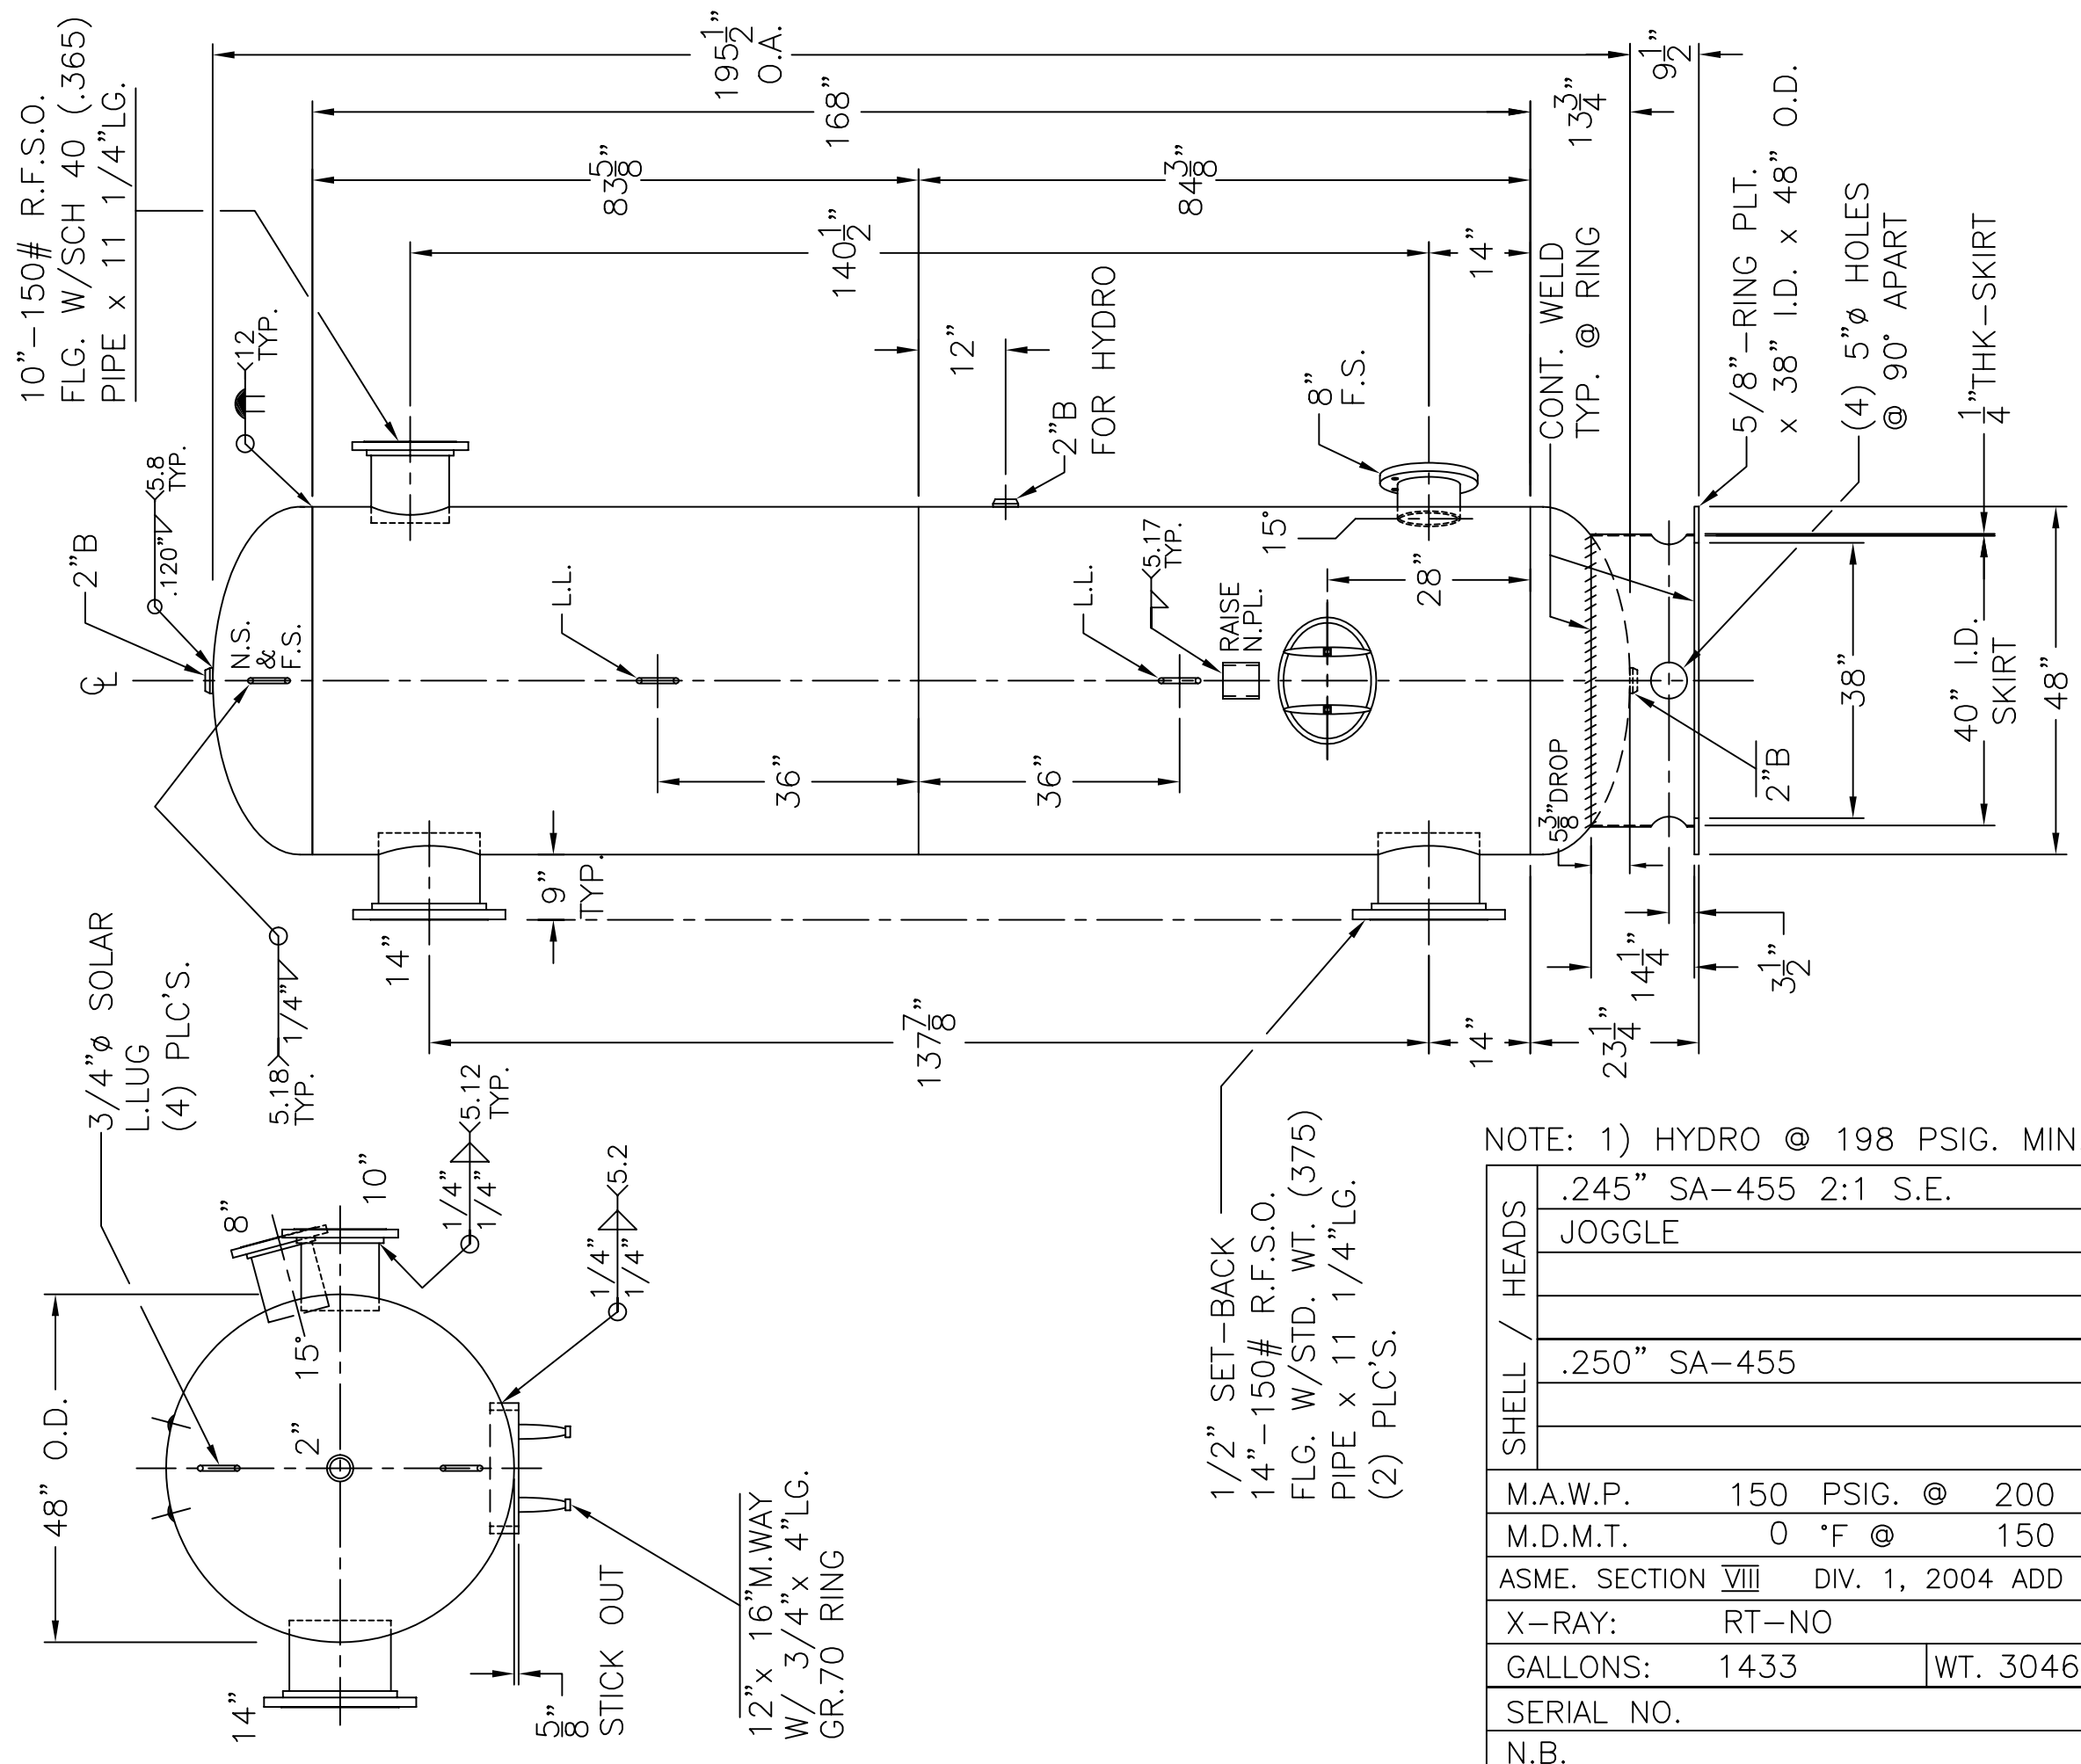 10"-150# R.F.S.O.
FLG. W/SCH 40 (.365)
PIPE x 11 1/4"LG.
12
TYP.
5.8
TYP.
.120"
2"B
℄
N.S.
&
F.S.
195 1/2"
O.A.
168"
83 5/8"
84 3/8"
140 1/2"
14"
13 3/4"
9 1/2"
12"
2"B
FOR HYDRO
8"
F.S.
15°
CONT. WELD
TYP. @ RING
5/8"-RING PLT.
x 38" I.D. x 48" O.D.
(4) 5"ø HOLES
@ 90° APART
1/4"THK-SKIRT
L.L.
L.L.
5.17
TYP.
RAISE
N.PL.
28"
36"
36"
5 3/8"DROP
2"B
38"
40" I.D.
SKIRT
48"
9"
TYP.
14"
137 7/8"
14"
23 1/4"
14 1/4"
3 1/2"
3/4"ø SOLAR
L.LUG
(4) PLC'S.
5.18
TYP.
1/4"
5.12
TYP.
1/4"
1/4"
5.2
1/4"
1/4"
8"
10"
15°
2"
48" O.D.
14"
5/8"
STICK OUT
12"x 16"M.WAY
W/ 3/4"x 4"LG.
GR.70 RING
1/2" SET-BACK
14"-150# R.F.S.O.
FLG. W/STD. WT. (375)
PIPE x 11 1/4"LG.
(2) PLC'S.
NOTE: 1) HYDRO @ 198 PSIG. MIN.
SHELL / HEADS
.245" SA-455 2:1 S.E.
JOGGLE
.250" SA-455
M.A.W.P. 150 PSIG. @ 200
M.D.M.T. 0 °F @ 150
ASME. SECTION VIII DIV. 1, 2004 ADD
X-RAY: RT-NO
GALLONS: 1433 WT. 3046
SERIAL NO.
N.B.